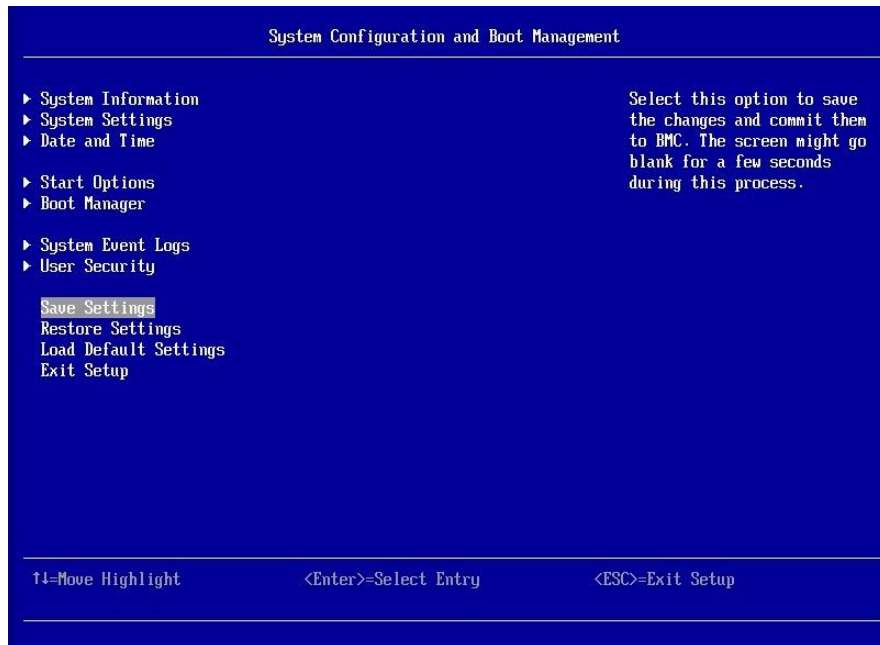 System Configuration and Boot Management
▶ System Information
▶ System Settings
▶ Date and Time
▶ Start Options
▶ Boot Manager
▶ System Event Logs
▶ User Security
Save Settings
Restore Settings
Load Default Settings
Exit Setup
Select this option to save
the changes and commit them
to BMC. The screen might go
blank for a few seconds
during this process.
↑↓=Move Highlight <Enter>=Select Entry <ESC>=Exit Setup